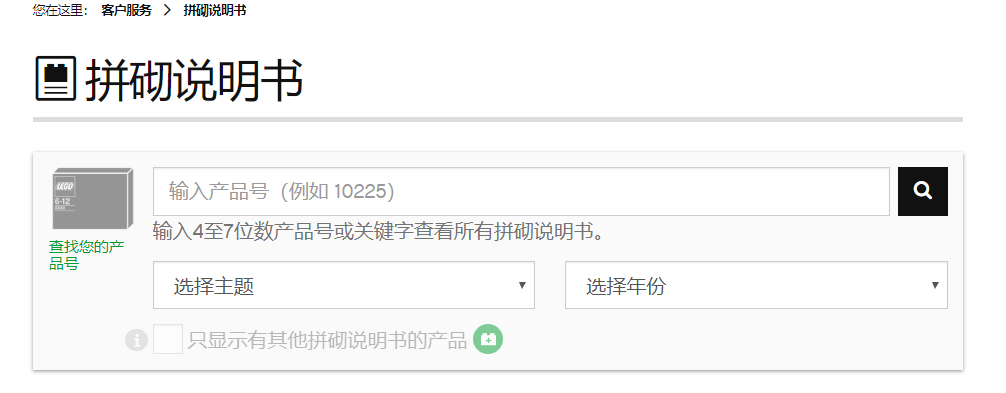 您在这里： 客户服务 > 拼砌说明书
拼砌说明书
LEGO
6-12
查找您的产
品号
输入产品号（例如 10225）
输入4至7位数产品号或关键字查看所有拼砌说明书。
选择主题
选择年份
只显示有其他拼砌说明书的产品